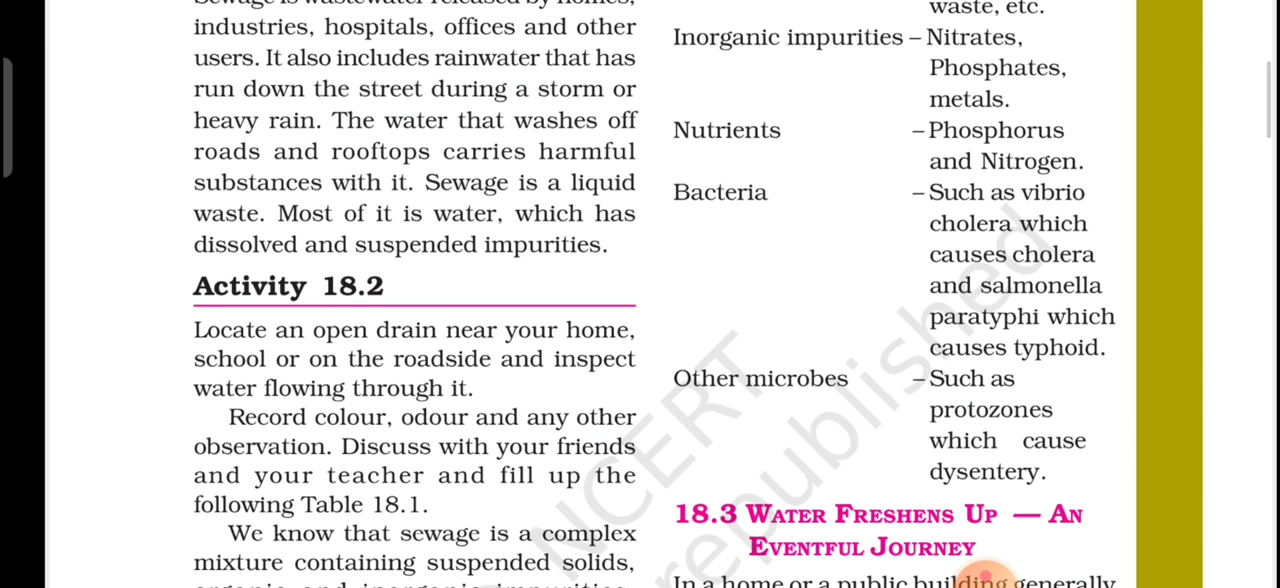 Sewage is wastewater released by homes,
industries, hospitals, offices and other
users. It also includes rainwater that has
run down the street during a storm or
heavy rain. The water that washes off
roads and rooftops carries harmful
substances with it. Sewage is a liquid
waste. Most of it is water, which has
dissolved and suspended impurities.
Activity 18.2
Locate an open drain near your home,
school or on the roadside and inspect
water flowing through it.
Record colour, odour and any other
observation. Discuss with your friends
and your teacher and fill up the
following Table 18.1.
We know that sewage is a complex
mixture containing suspended solids,
organic and inorganic impurities,
waste, etc.
Inorganic impurities – Nitrates,
Phosphates,
metals.
Nutrients – Phosphorus
and Nitrogen.
Bacteria – Such as vibrio
cholera which
causes cholera
and salmonella
paratyphi which
causes typhoid.
Other microbes – Such as
protozones
which cause
dysentery.
18.3 WATER FRESHENS UP — AN
EVENTFUL JOURNEY
In a home or a public building generally
NCERT
republished